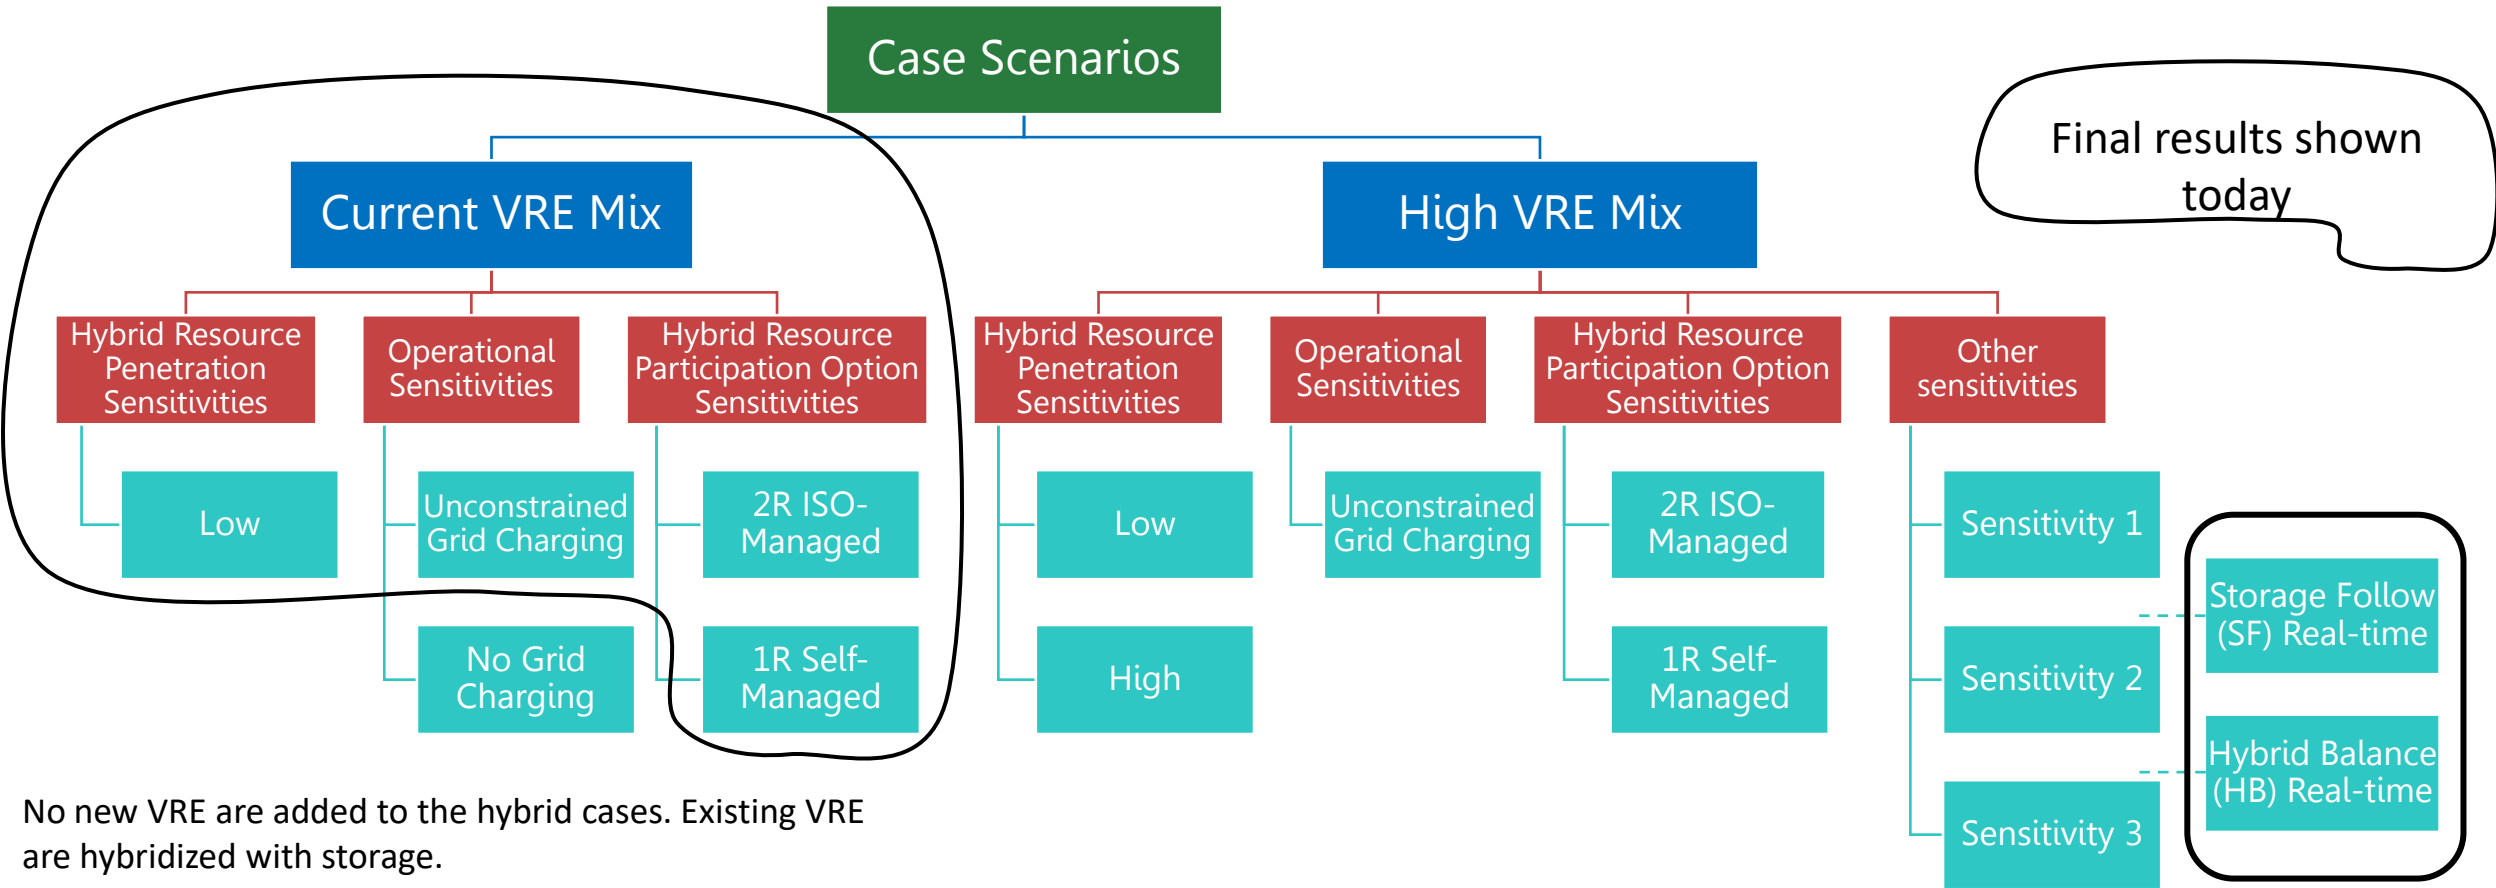 Case Scenarios
Final results shown
today
Current VRE Mix
High VRE Mix
Hybrid Resource
Penetration
Sensitivities
Operational
Sensitivities
Hybrid Resource
Participation Option
Sensitivities
Hybrid Resource
Penetration
Sensitivities
Operational
Sensitivities
Hybrid Resource
Participation Option
Sensitivities
Other
sensitivities
Low
Unconstrained
Grid Charging
2R ISO-
Managed
Low
Unconstrained
Grid Charging
2R ISO-
Managed
Sensitivity 1
Storage Follow
(SF) Real-time
No Grid
Charging
1R Self-
Managed
High
1R Self-
Managed
Sensitivity 2
Hybrid Balance
(HB) Real-time
Sensitivity 3
No new VRE are added to the hybrid cases. Existing VRE
are hybridized with storage.